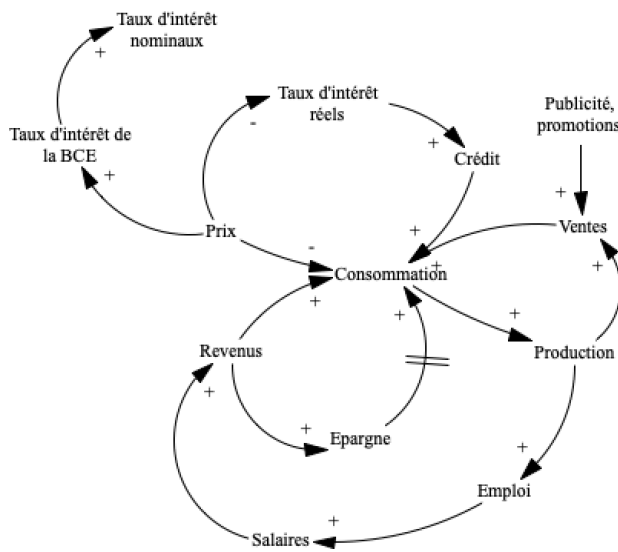 Taux d'intérêt
nominaux
+
Taux d'intérêt
réels
Publicité,
promotions
-
+
Taux d'intérêt de
la BCE
Crédit
+
+
Prix
+
Ventes
-
+
Consommation
+
+
+
+
Revenus
Production
+
+
Epargne
+
Emploi
+
Salaires